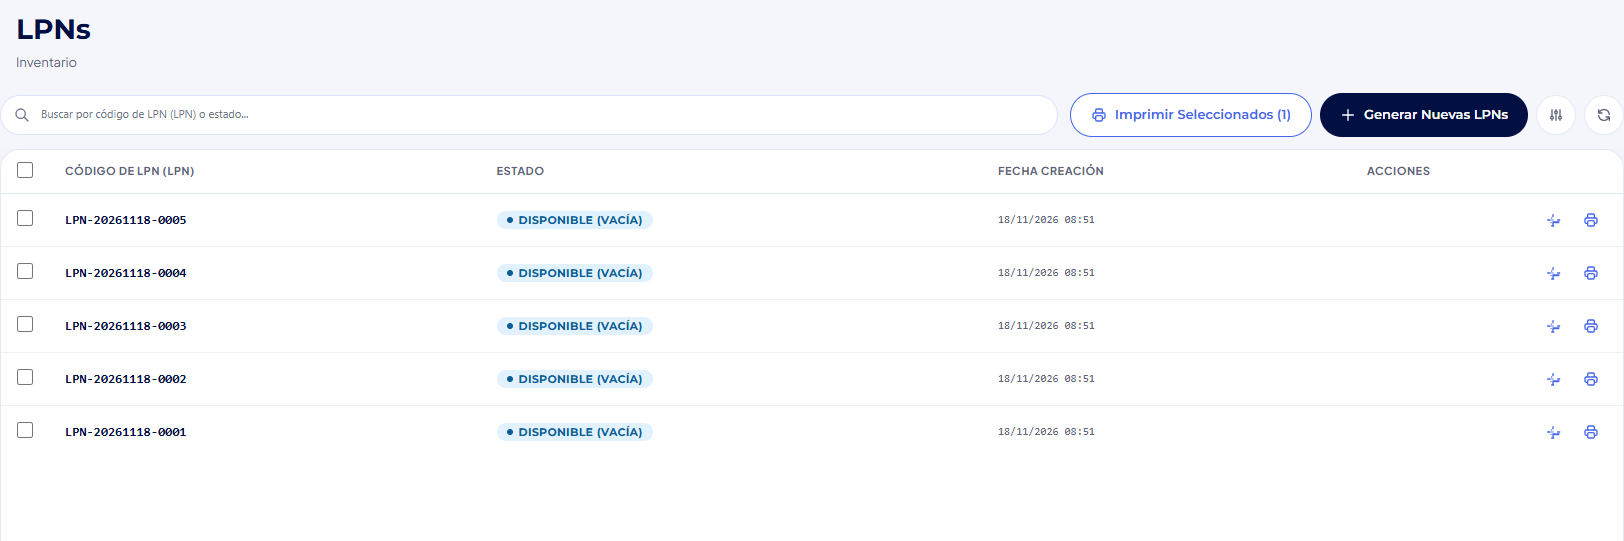 LPNs
Inventario
Buscar por código de LPN (LPN) o estado...
Imprimir Seleccionados (1)
Generar Nuevas LPNs
CÓDIGO DE LPN (LPN) ESTADO FECHA CREACIÓN ACCIONES
LPN-20261118-0005 DISPONIBLE (VACÍA) 18/11/2026 08:51
LPN-20261118-0004 DISPONIBLE (VACÍA) 18/11/2026 08:51
LPN-20261118-0003 DISPONIBLE (VACÍA) 18/11/2026 08:51
LPN-20261118-0002 DISPONIBLE (VACÍA) 18/11/2026 08:51
LPN-20261118-0001 DISPONIBLE (VACÍA) 18/11/2026 08:51